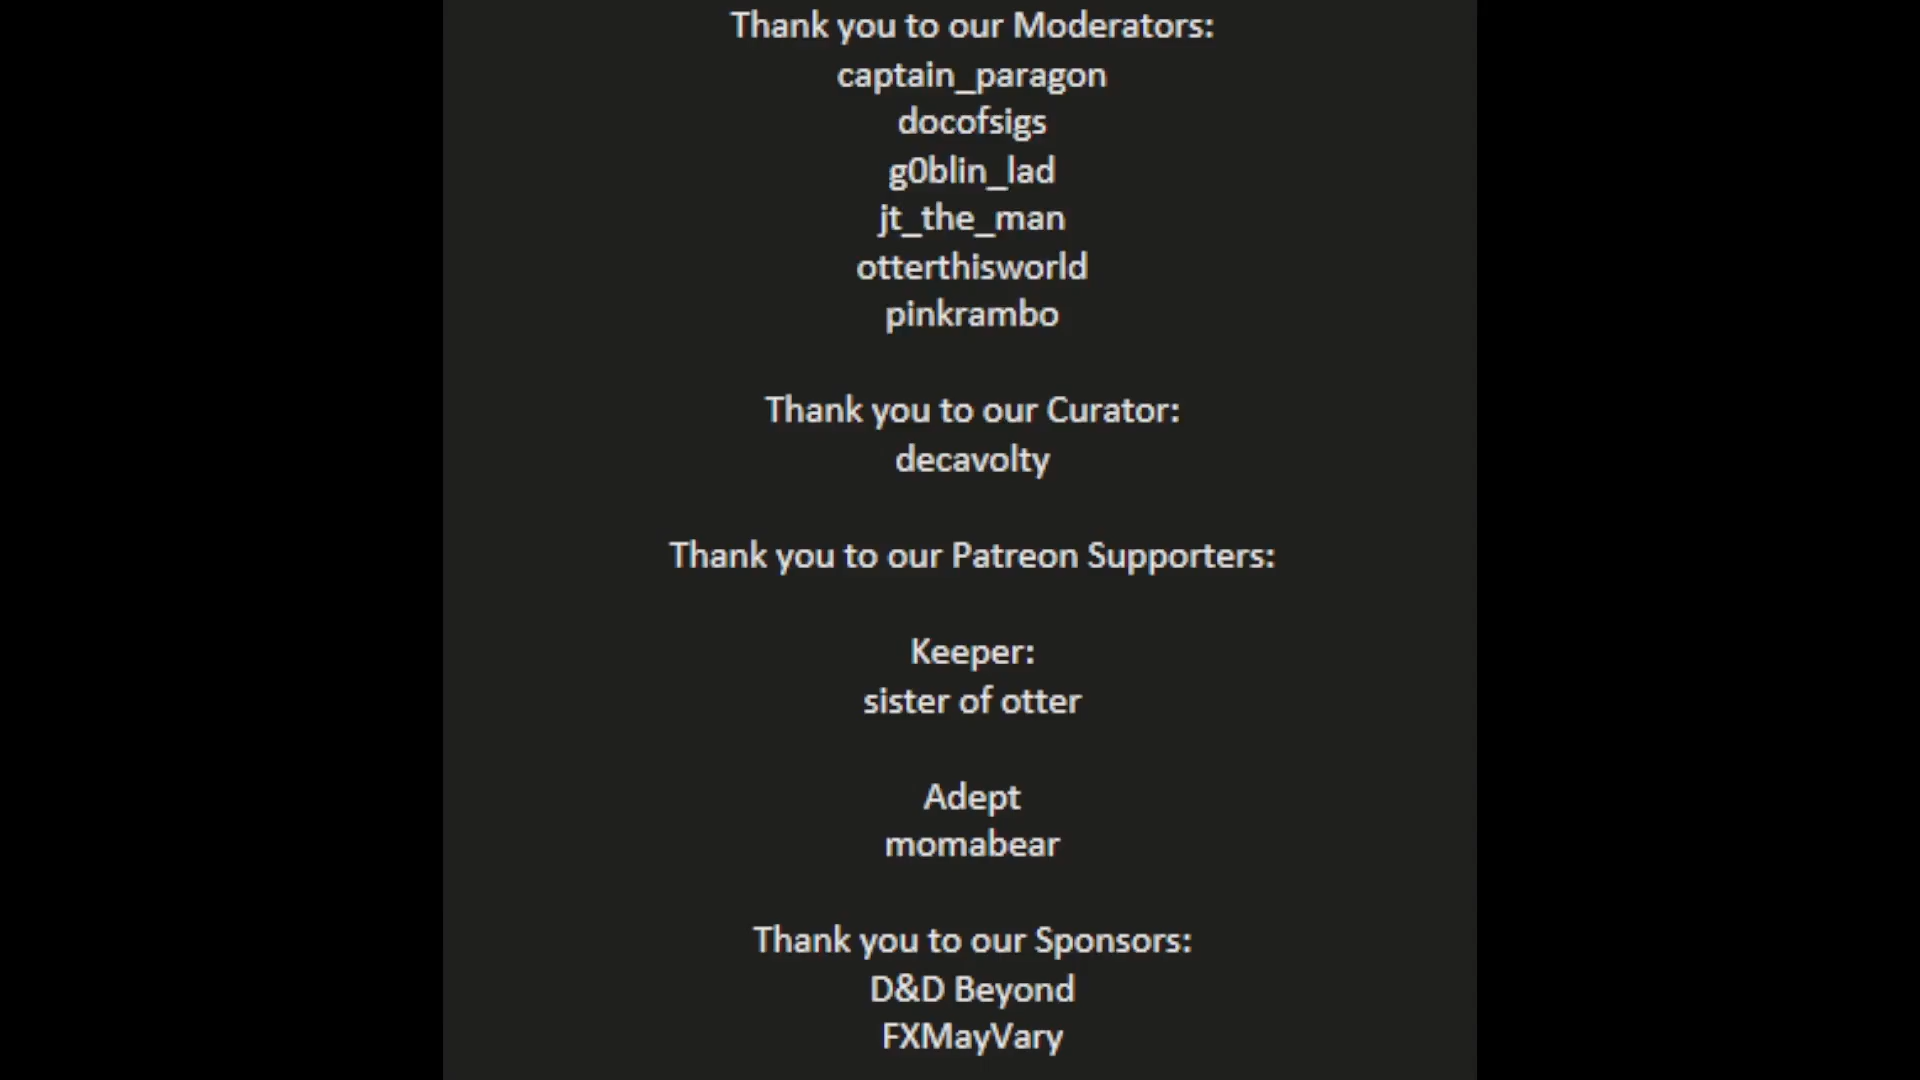 Thank you to our Moderators:
captain_paragon
docofsigs
g0blin_lad
jt_the_man
otterthisworld
pinkrambo
Thank you to our Curator:
decavolty
Thank you to our Patreon Supporters:
Keeper:
sister of otter
Adept
momabear
Thank you to our Sponsors:
D&D Beyond
FXMayVary